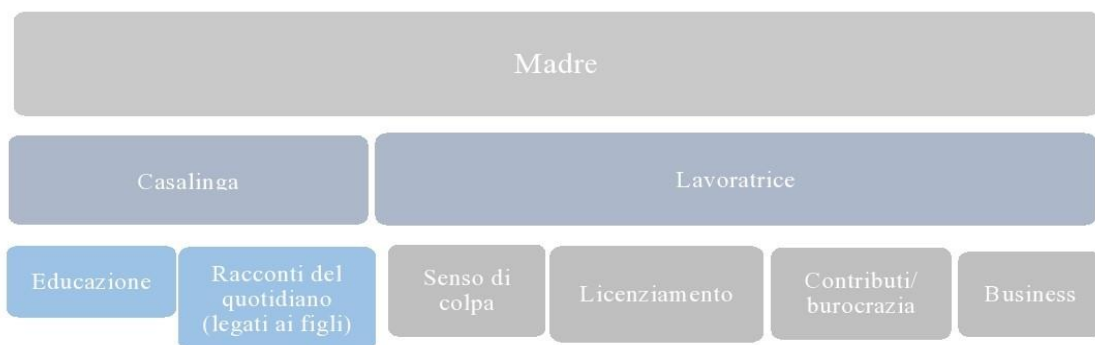 Madre
Casalinga
Lavoratrice
Educazione
Racconti del
quotidiano
(legati ai figli)
Senso di
colpa
Licenziamento
Contributi/
burocrazia
Business